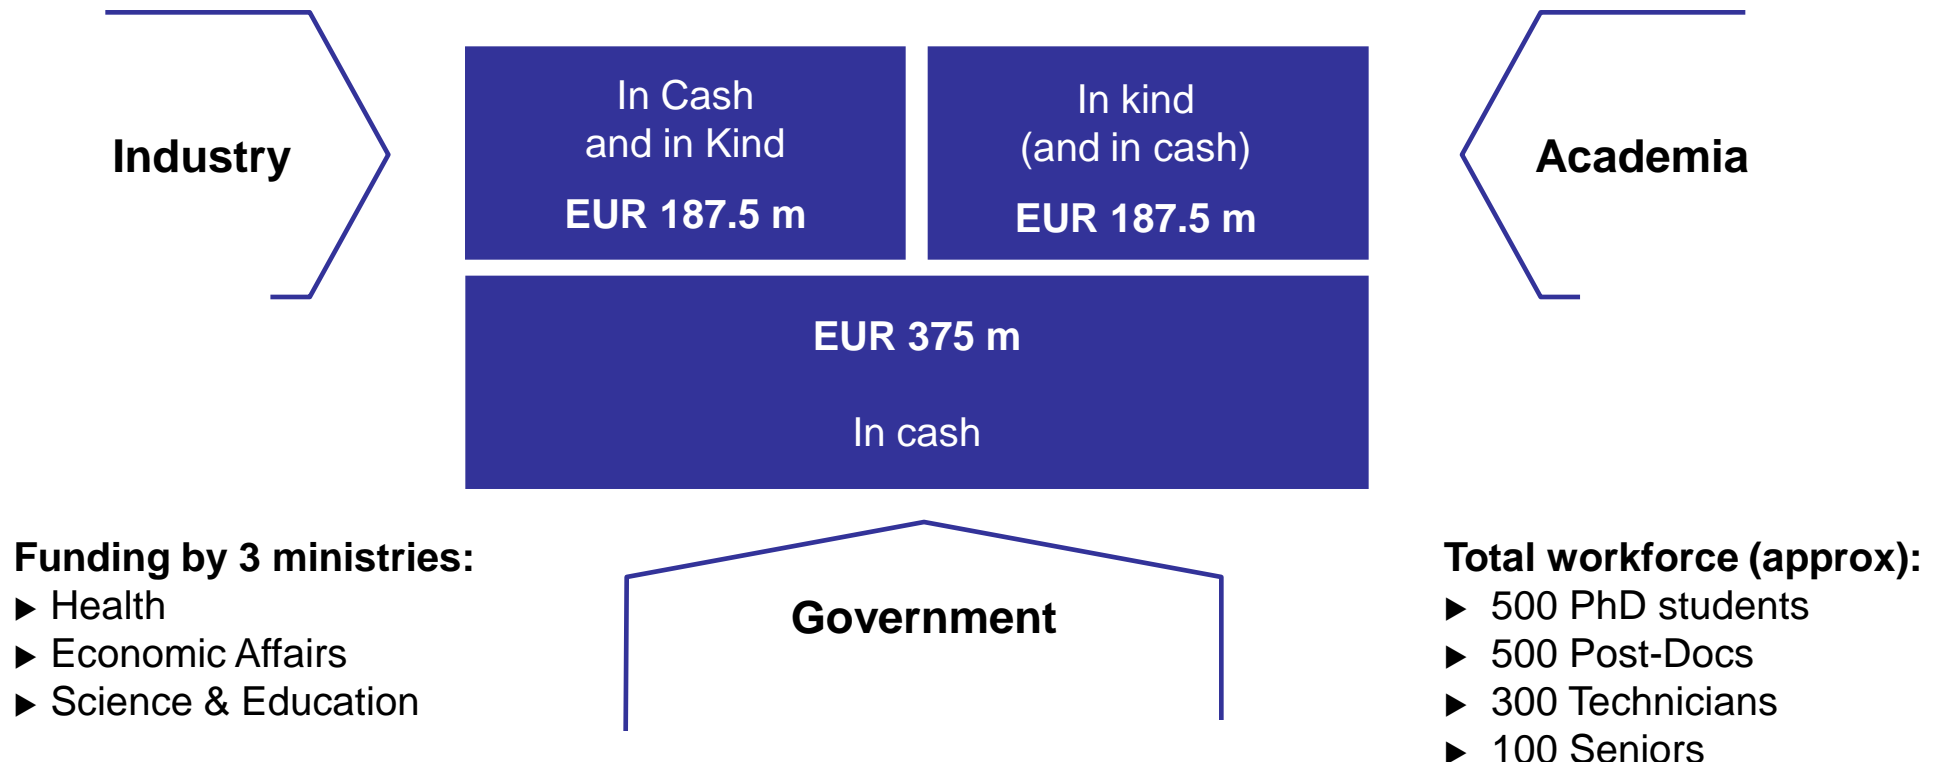 Industry
In Cash
and in Kind
EUR 187.5 m
In kind
(and in cash)
EUR 187.5 m
Academia
EUR 375 m
In cash
Government
Funding by 3 ministries:
▶ Health
▶ Economic Affairs
▶ Science & Education
Total workforce (approx):
▶ 500 PhD students
▶ 500 Post-Docs
▶ 300 Technicians
▶ 100 Seniors